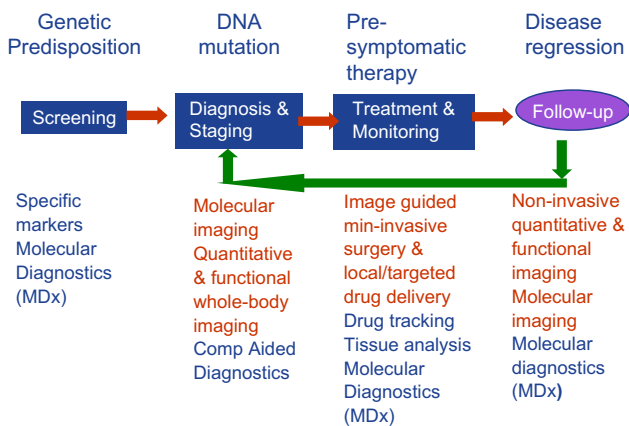 Genetic
Predisposition
DNA
mutation
Pre-
symptomatic
therapy
Disease
regression
Screening
Diagnosis &
Staging
Treatment &
Monitoring
Follow-up
Specific
markers
Molecular
Diagnostics
(MDx)
Molecular
imaging
Quantitative
& functional
whole-body
imaging
Comp Aided
Diagnostics
Image guided
min-invasive
surgery &
local/targeted
drug delivery
Drug tracking
Tissue analysis
Molecular
Diagnostics
(MDx)
Non-invasive
quantitative &
functional
imaging
Molecular
imaging
Molecular
diagnostics
(MDx)